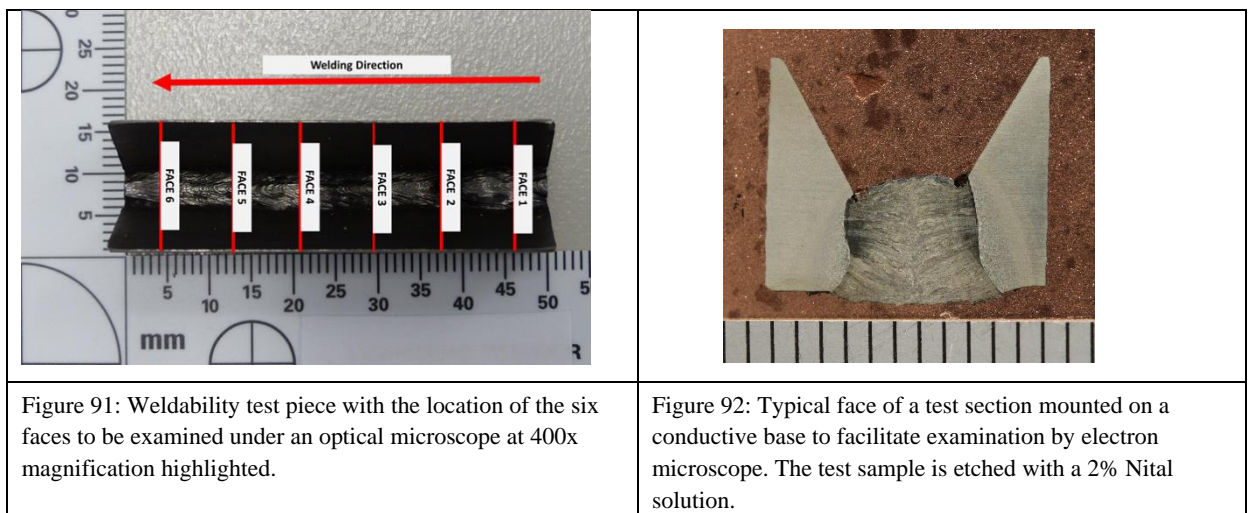 Welding Direction
25
20
15
10
5
FACE 6
FACE 5
FACE 4
FACE 3
FACE 2
FACE 1
5 10 15 20 25 30 35 40 45 50
mm
R
Figure 91: Weldability test piece with the location of the six
faces to be examined under an optical microscope at 400x
magnification highlighted.
Figure 92: Typical face of a test section mounted on a
conductive base to facilitate examination by electron
microscope. The test sample is etched with a 2% Nital
solution.